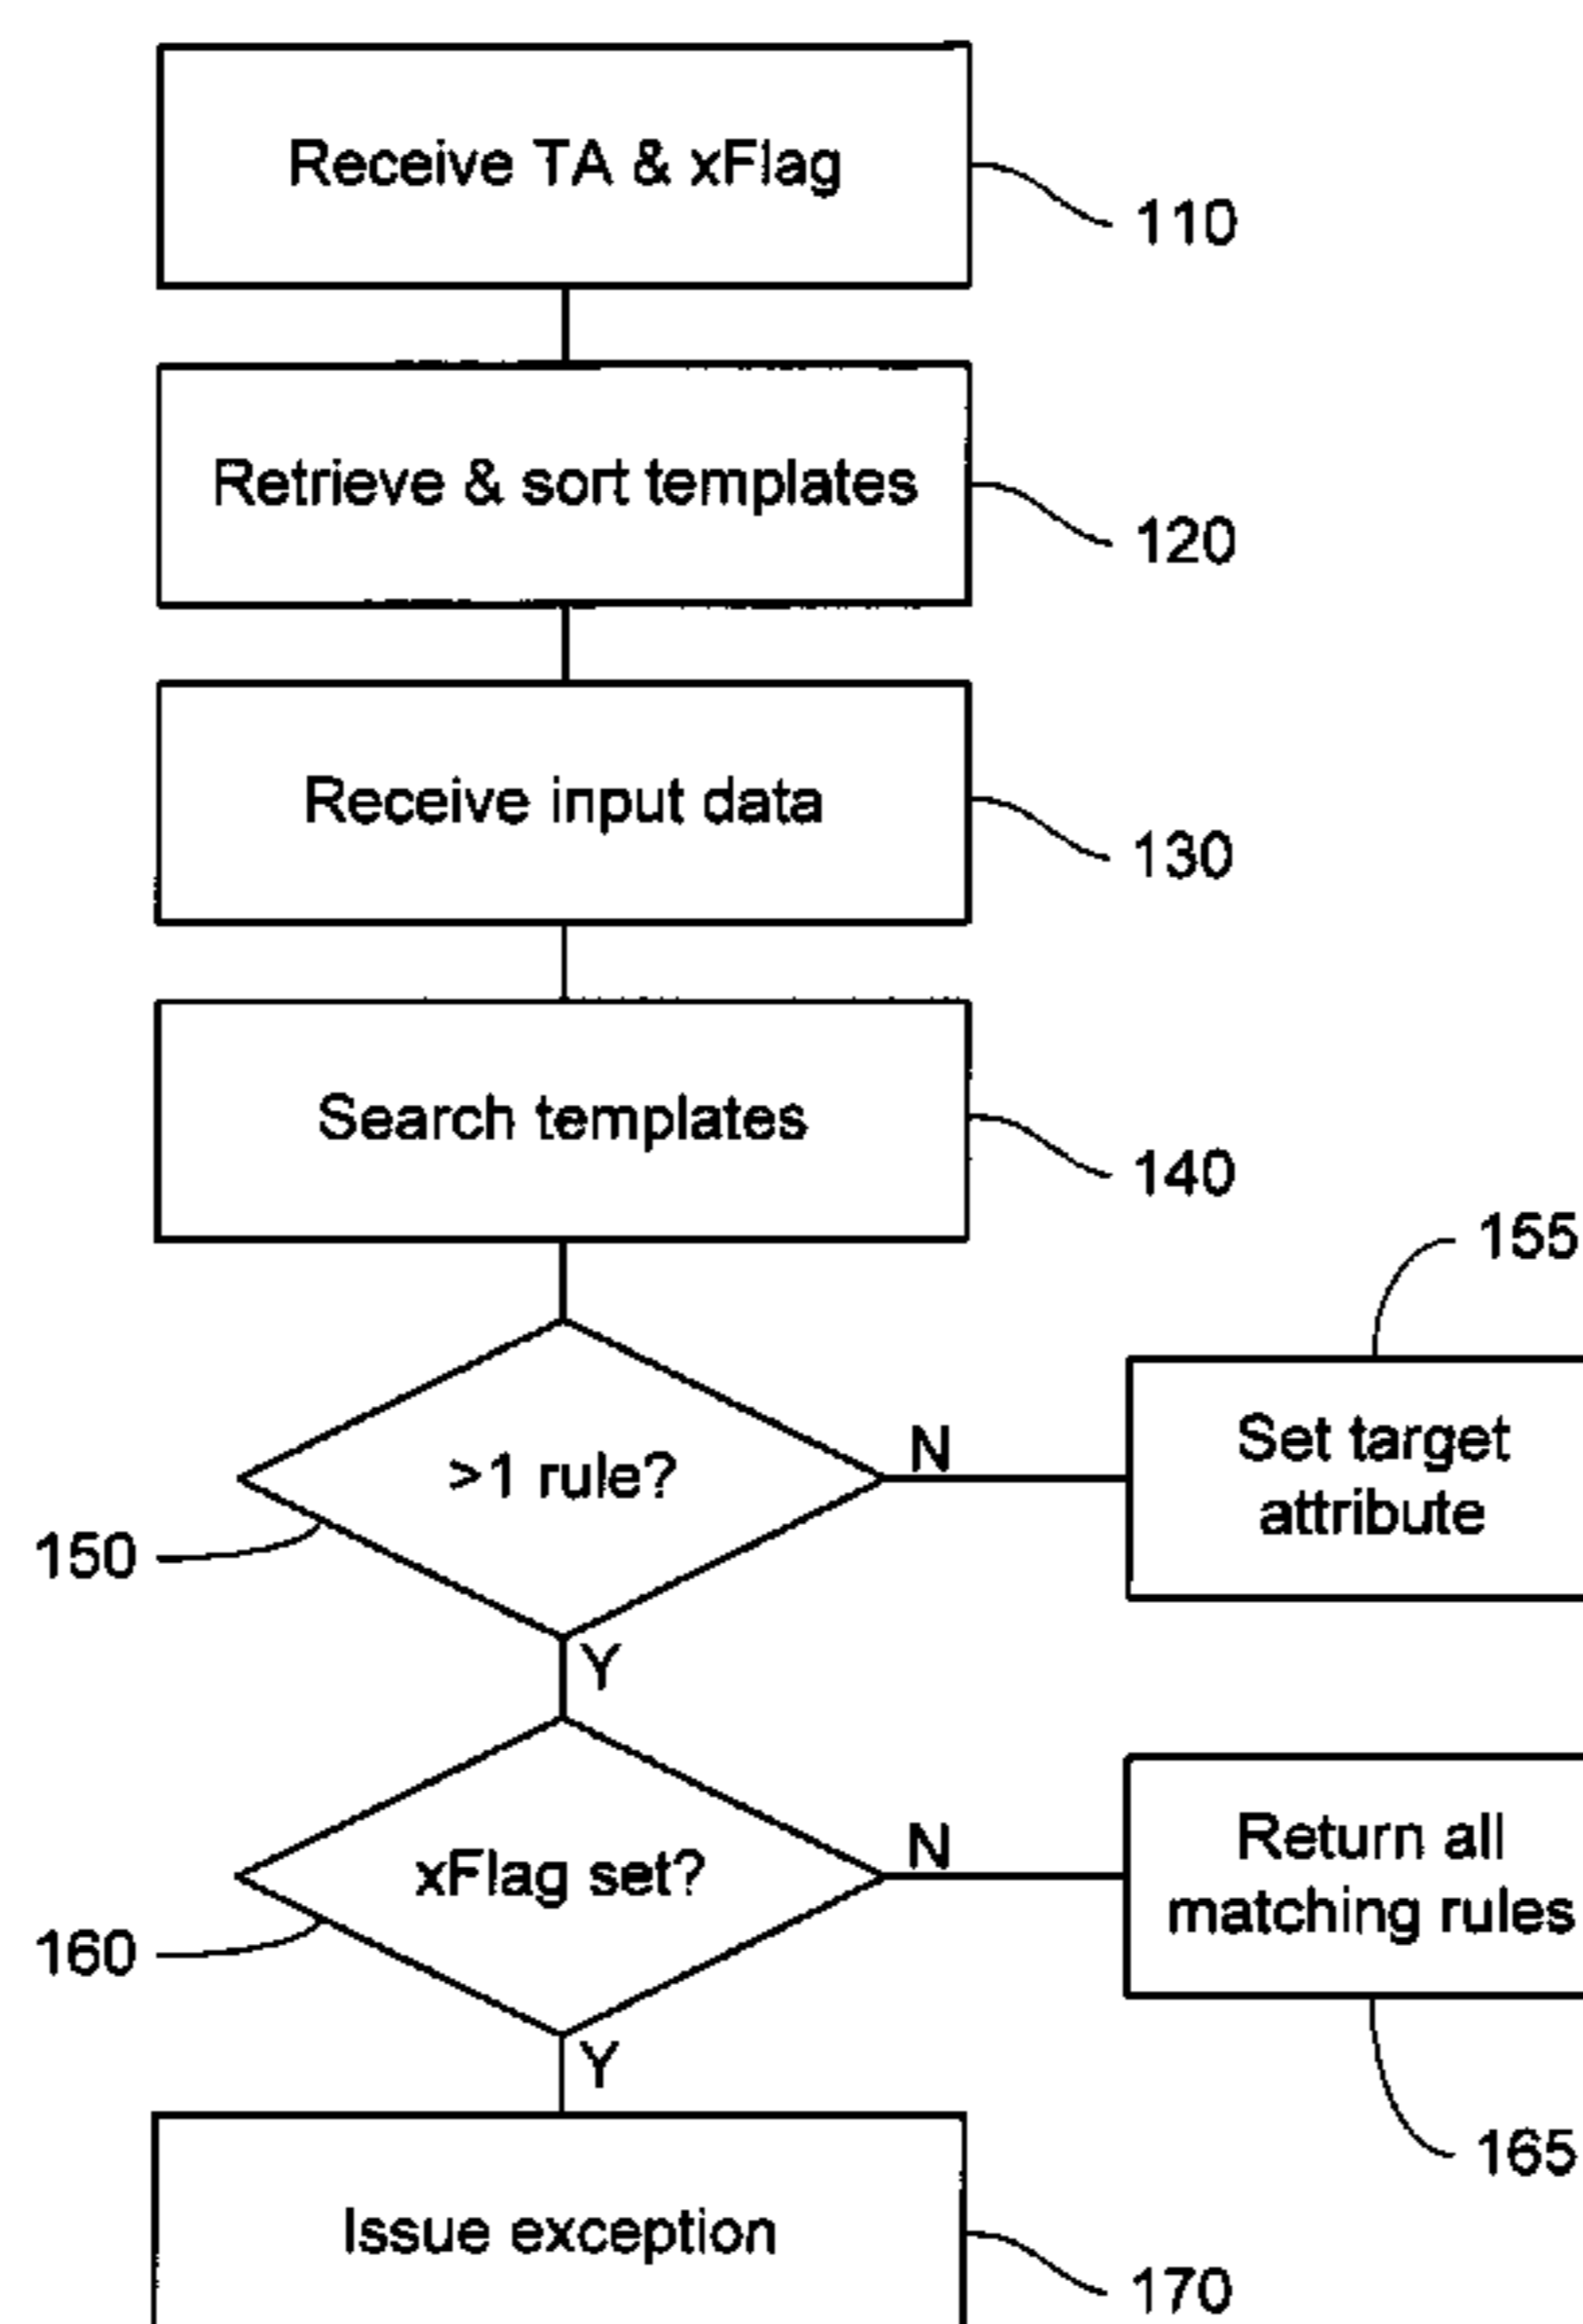 Receive TA & xFlag
110
Retrieve & sort templates
120
Receive input data
130
Search templates
140
155
>1 rule?
N
Set target
attribute
150
Y
xFlag set?
N
Return all
matching rules
160
Y
165
Issue exception
170